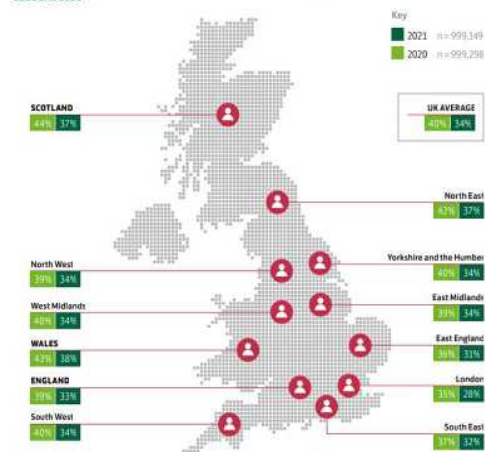 Key
2021 n=999,149
2020 n=999,298
SCOTLAND
44% 37%
UK AVERAGE
40% 34%
North East
42% 37%
North West
39% 34%
Yorkshire and the Humber
40% 34%
West Midlands
40% 34%
East Midlands
39% 34%
WALES
43% 38%
East England
36% 31%
ENGLAND
39% 33%
London
35% 28%
South West
40% 34%
South East
37% 32%